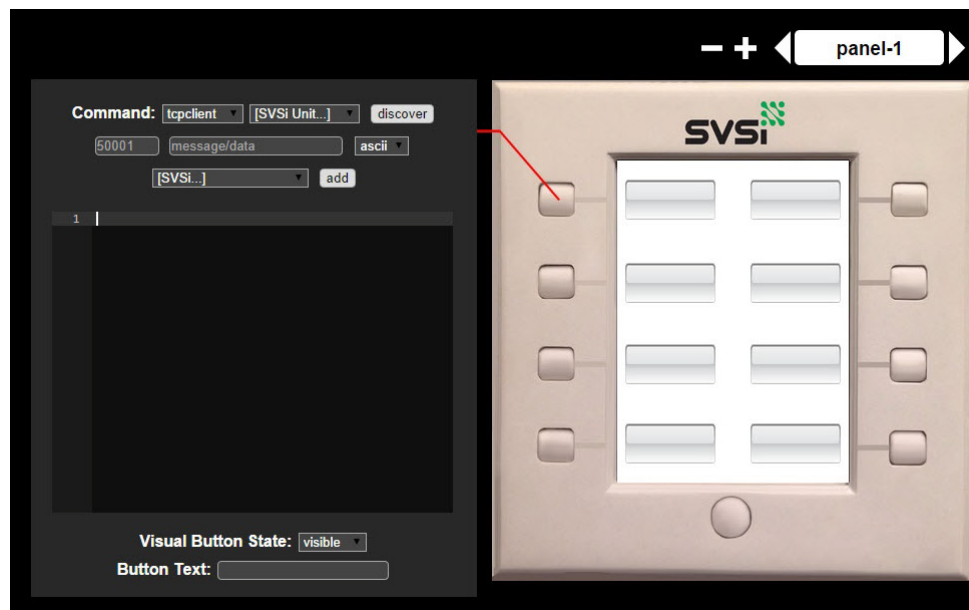 panel-1
Command: tcpclient [SVSi Unit...] discover
50001 message/data ascii
[SVSi...] add
1
Visual Button State: visible
Button Text:
SVSi